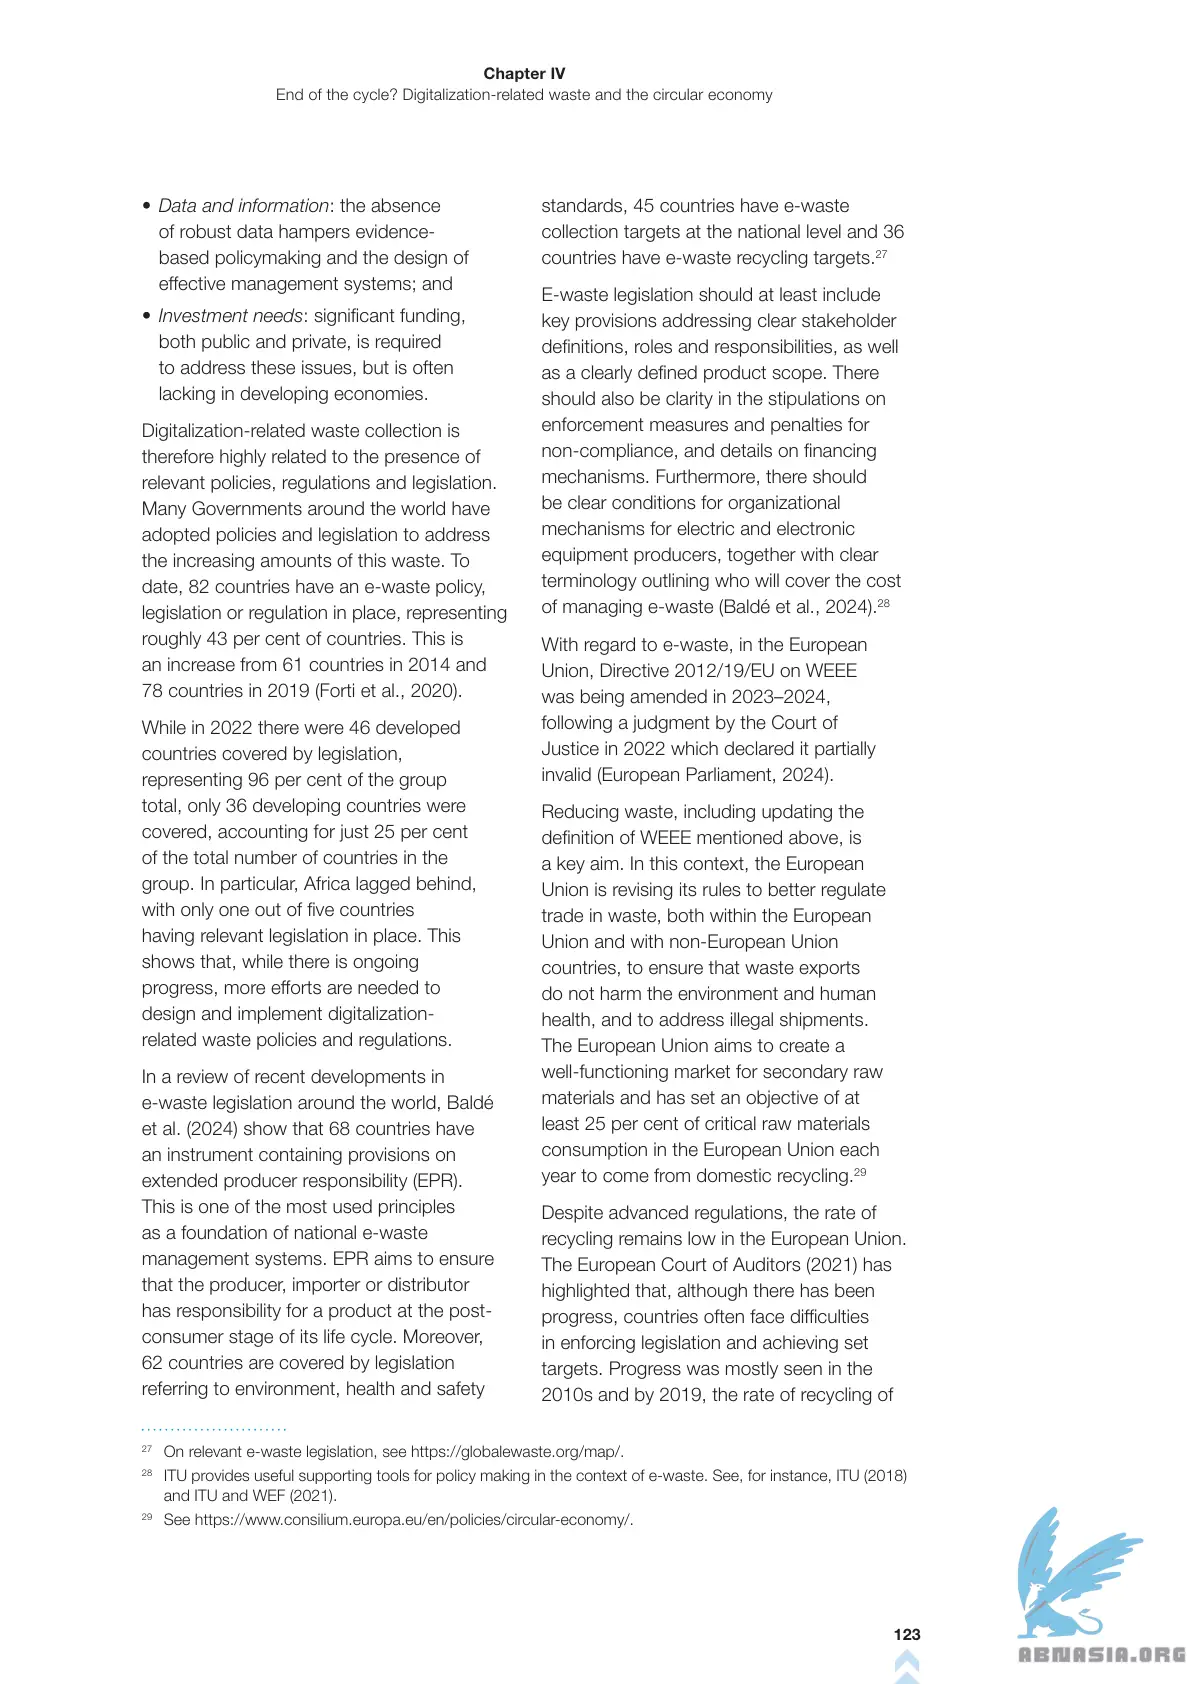 Chapter IV
End of the cycle? Digitalization-related waste and the circular economy
• Data and information: the absence
of robust data hampers evidence-
based policymaking and the design of
effective management systems; and
• Investment needs: significant funding,
both public and private, is required
to address these issues, but is often
lacking in developing economies.
Digitalization-related waste collection is
therefore highly related to the presence of
relevant policies, regulations and legislation.
Many Governments around the world have
adopted policies and legislation to address
the increasing amounts of this waste. To
date, 82 countries have an e-waste policy,
legislation or regulation in place, representing
roughly 43 per cent of countries. This is
an increase from 61 countries in 2014 and
78 countries in 2019 (Forti et al., 2020).
While in 2022 there were 46 developed
countries covered by legislation,
representing 96 per cent of the group
total, only 36 developing countries were
covered, accounting for just 25 per cent
of the total number of countries in the
group. In particular, Africa lagged behind,
with only one out of five countries
having relevant legislation in place. This
shows that, while there is ongoing
progress, more efforts are needed to
design and implement digitalization-
related waste policies and regulations.
In a review of recent developments in
e-waste legislation around the world, Baldé
et al. (2024) show that 68 countries have
an instrument containing provisions on
extended producer responsibility (EPR).
This is one of the most used principles
as a foundation of national e-waste
management systems. EPR aims to ensure
that the producer, importer or distributor
has responsibility for a product at the post-
consumer stage of its life cycle. Moreover,
62 countries are covered by legislation
referring to environment, health and safety
standards, 45 countries have e-waste
collection targets at the national level and 36
countries have e-waste recycling targets.27
E-waste legislation should at least include
key provisions addressing clear stakeholder
definitions, roles and responsibilities, as well
as a clearly defined product scope. There
should also be clarity in the stipulations on
enforcement measures and penalties for
non-compliance, and details on financing
mechanisms. Furthermore, there should
be clear conditions for organizational
mechanisms for electric and electronic
equipment producers, together with clear
terminology outlining who will cover the cost
of managing e-waste (Baldé et al., 2024).28
With regard to e-waste, in the European
Union, Directive 2012/19/EU on WEEE
was being amended in 2023–2024,
following a judgment by the Court of
Justice in 2022 which declared it partially
invalid (European Parliament, 2024).
Reducing waste, including updating the
definition of WEEE mentioned above, is
a key aim. In this context, the European
Union is revising its rules to better regulate
trade in waste, both within the European
Union and with non-European Union
countries, to ensure that waste exports
do not harm the environment and human
health, and to address illegal shipments.
The European Union aims to create a
well-functioning market for secondary raw
materials and has set an objective of at
least 25 per cent of critical raw materials
consumption in the European Union each
year to come from domestic recycling.29
Despite advanced regulations, the rate of
recycling remains low in the European Union.
The European Court of Auditors (2021) has
highlighted that, although there has been
progress, countries often face difficulties
in enforcing legislation and achieving set
targets. Progress was mostly seen in the
2010s and by 2019, the rate of recycling of
27 On relevant e-waste legislation, see https://globalewaste.org/map/.
28 ITU provides useful supporting tools for policy making in the context of e-waste. See, for instance, ITU (2018)
and ITU and WEF (2021).
29 See https://www.consilium.europa.eu/en/policies/circular-economy/.
123
ABNASIA.ORG